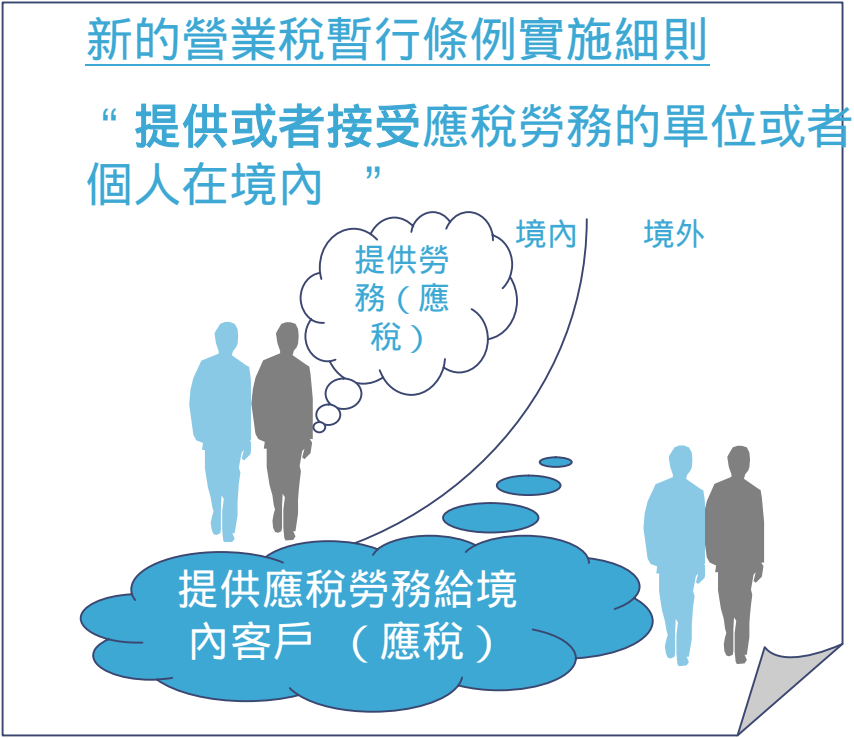 新的營業稅暫行條例實施細則
“ 提供或者接受應稅勞務的單位或者
個人在境內 ”
境內 境外
提供勞
務（應
稅）
提供應稅勞務給境
內客戶 （應稅）